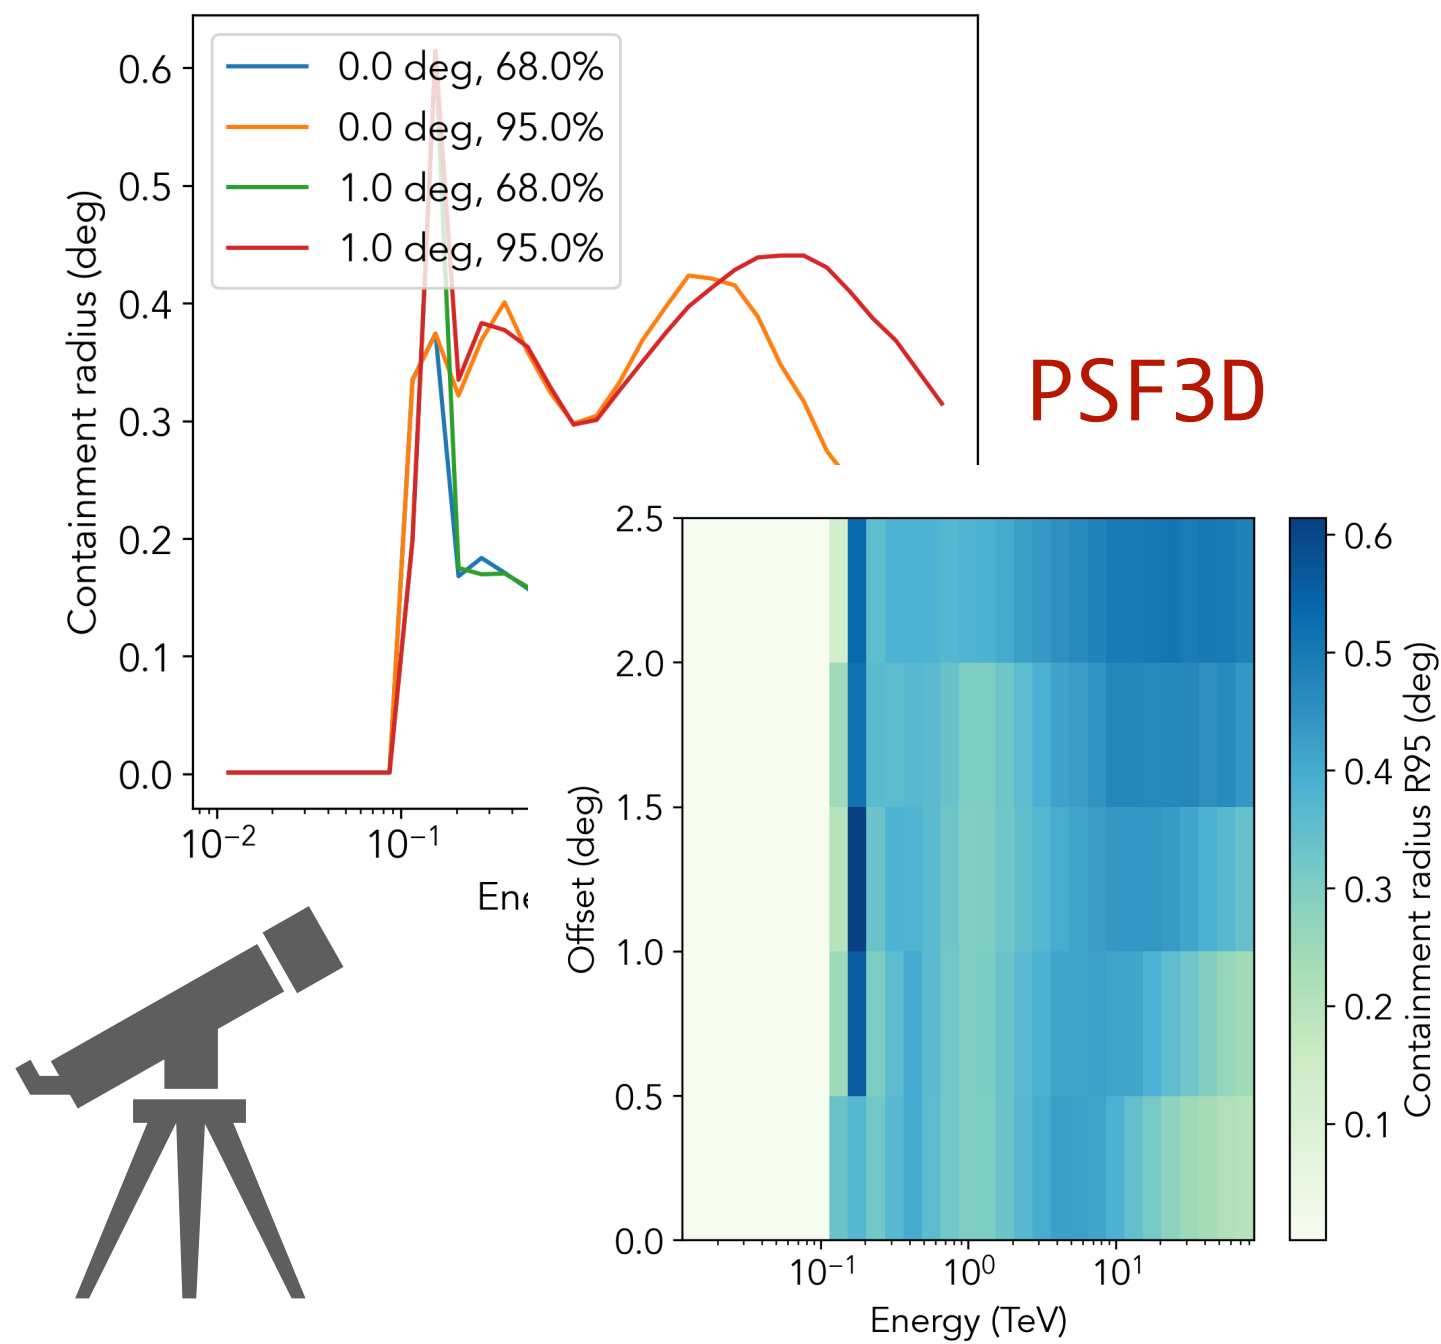 0.0 deg, 68.0%
0.0 deg, 95.0%
1.0 deg, 68.0%
1.0 deg, 95.0%
0.6
0.5
0.4
0.3
0.2
0.1
0.0
Containment radius (deg)
10⁻²
10⁻¹
Ene
PSF3D
2.5
2.0
1.5
1.0
0.5
0.0
Offset (deg)
10⁻¹
10⁰
10¹
Energy (TeV)
0.6
0.5
0.4
0.3
0.2
0.1
Containment radius R95 (deg)